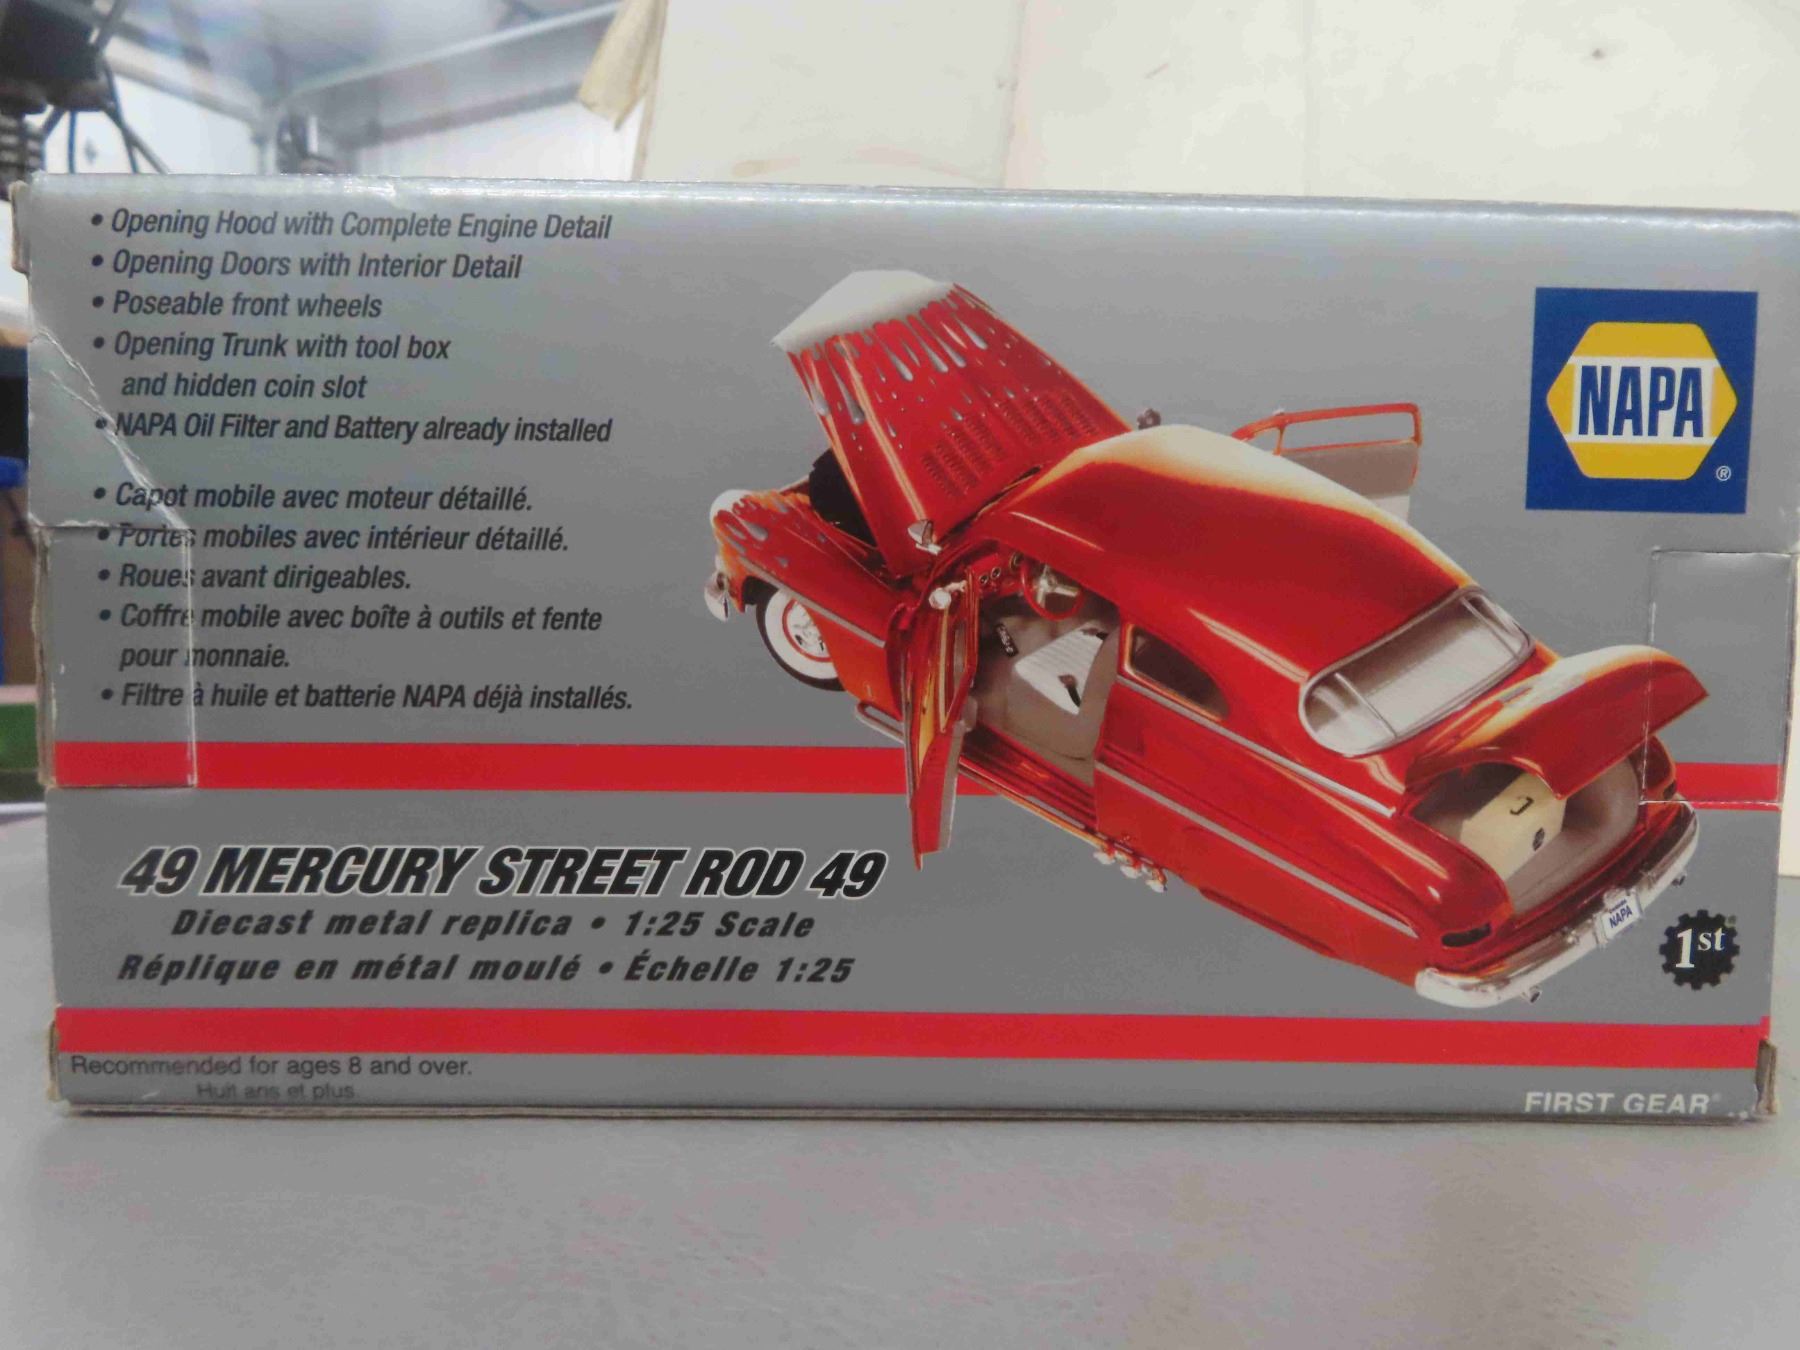 • Opening Hood with Complete Engine Detail
• Opening Doors with Interior Detail
• Poseable front wheels
• Opening Trunk with tool box
and hidden coin slot
• NAPA Oil Filter and Battery already installed
• Capot mobile avec moteur détaillé.
• Portes mobiles avec intérieur détaillé.
• Roues avant dirigeables.
• Coffre mobile avec boîte à outils et fente
pour monnaie.
• Filtre à huile et batterie NAPA déjà installés.
NAPA
®
49 MERCURY STREET ROD 49
Diecast metal replica • 1:25 Scale
Réplique en métal moulé • Échelle 1:25
NAPA
1st
Recommended for ages 8 and over.
Huit ans et plus
FIRST GEAR®